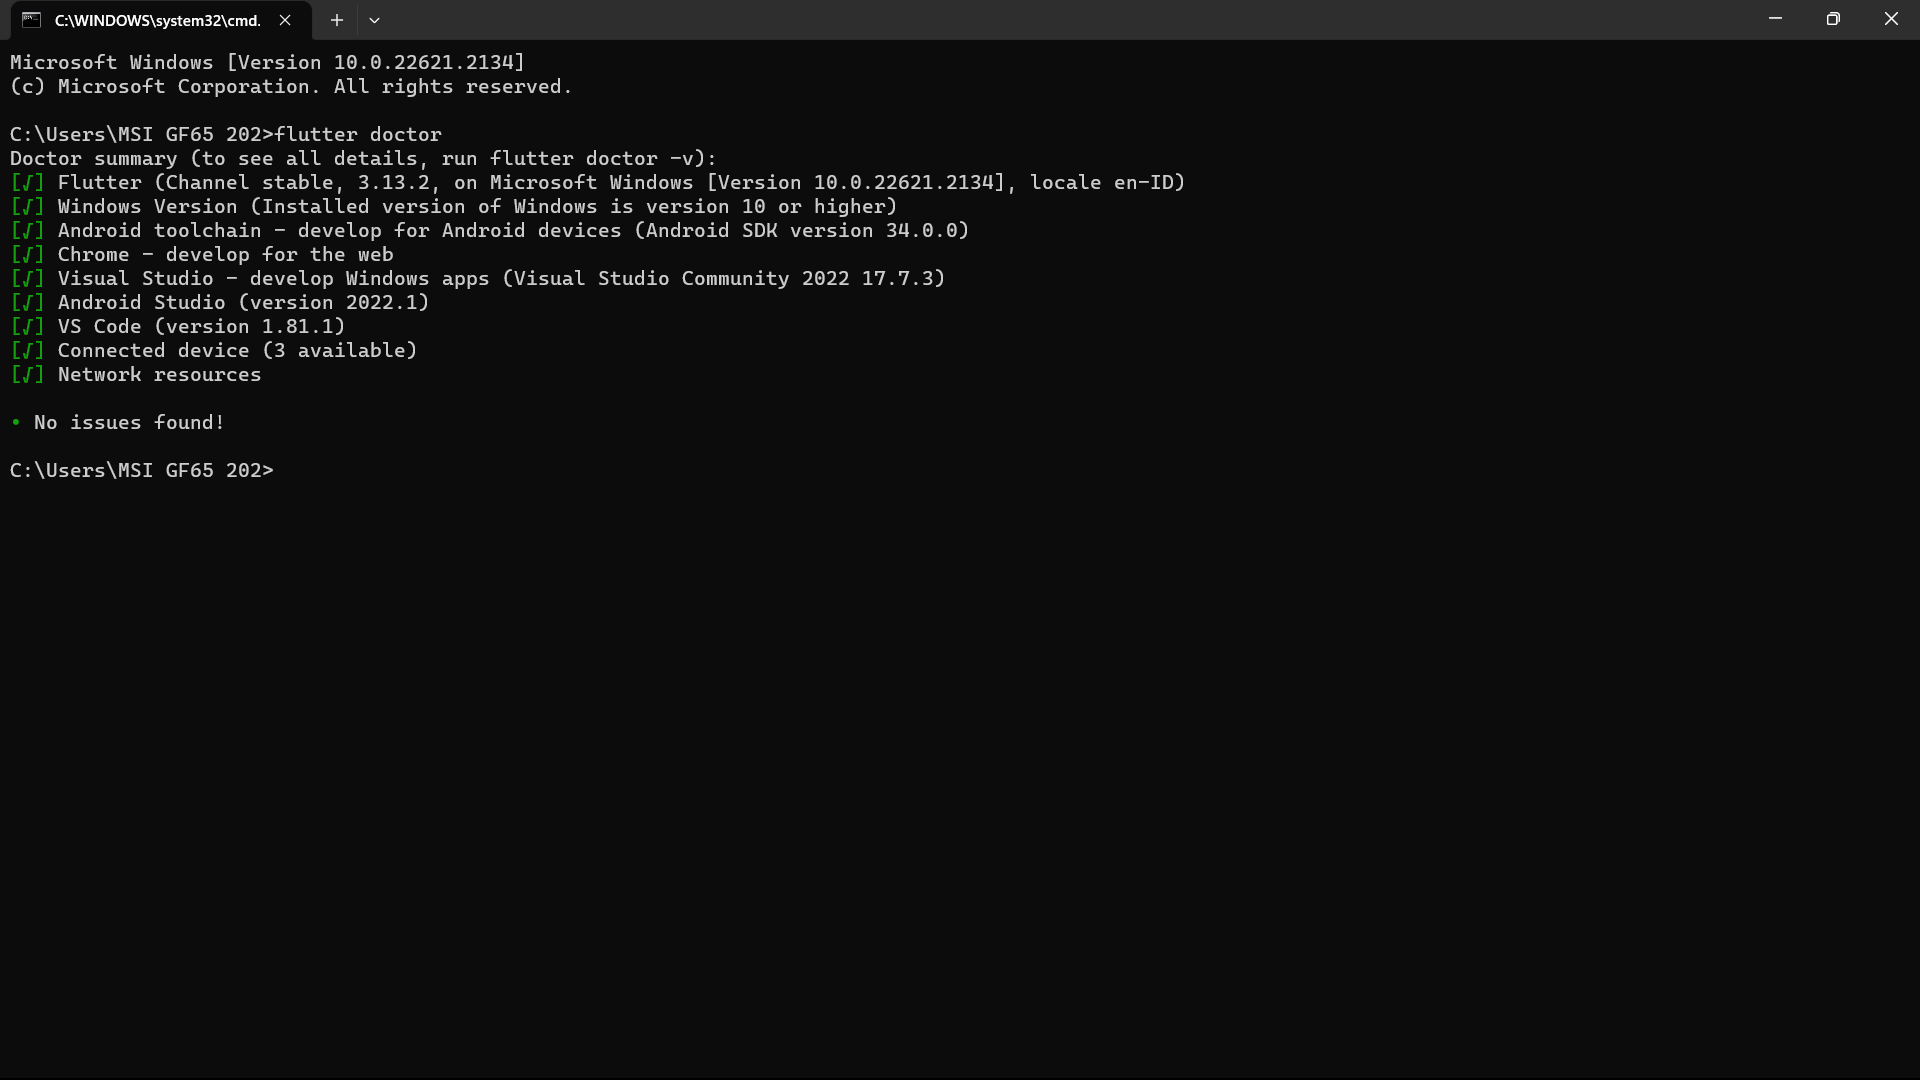 C:\WINDOWS\system32\cmd.
Microsoft Windows [Version 10.0.22621.2134]
(c) Microsoft Corporation. All rights reserved.
C:\Users\MSI GF65 202>flutter doctor
Doctor summary (to see all details, run flutter doctor -v):
[√] Flutter (Channel stable, 3.13.2, on Microsoft Windows [Version 10.0.22621.2134], locale en-ID)
[√] Windows Version (Installed version of Windows is version 10 or higher)
[√] Android toolchain - develop for Android devices (Android SDK version 34.0.0)
[√] Chrome - develop for the web
[√] Visual Studio - develop Windows apps (Visual Studio Community 2022 17.7.3)
[√] Android Studio (version 2022.1)
[√] VS Code (version 1.81.1)
[√] Connected device (3 available)
[√] Network resources
• No issues found!
C:\Users\MSI GF65 202>